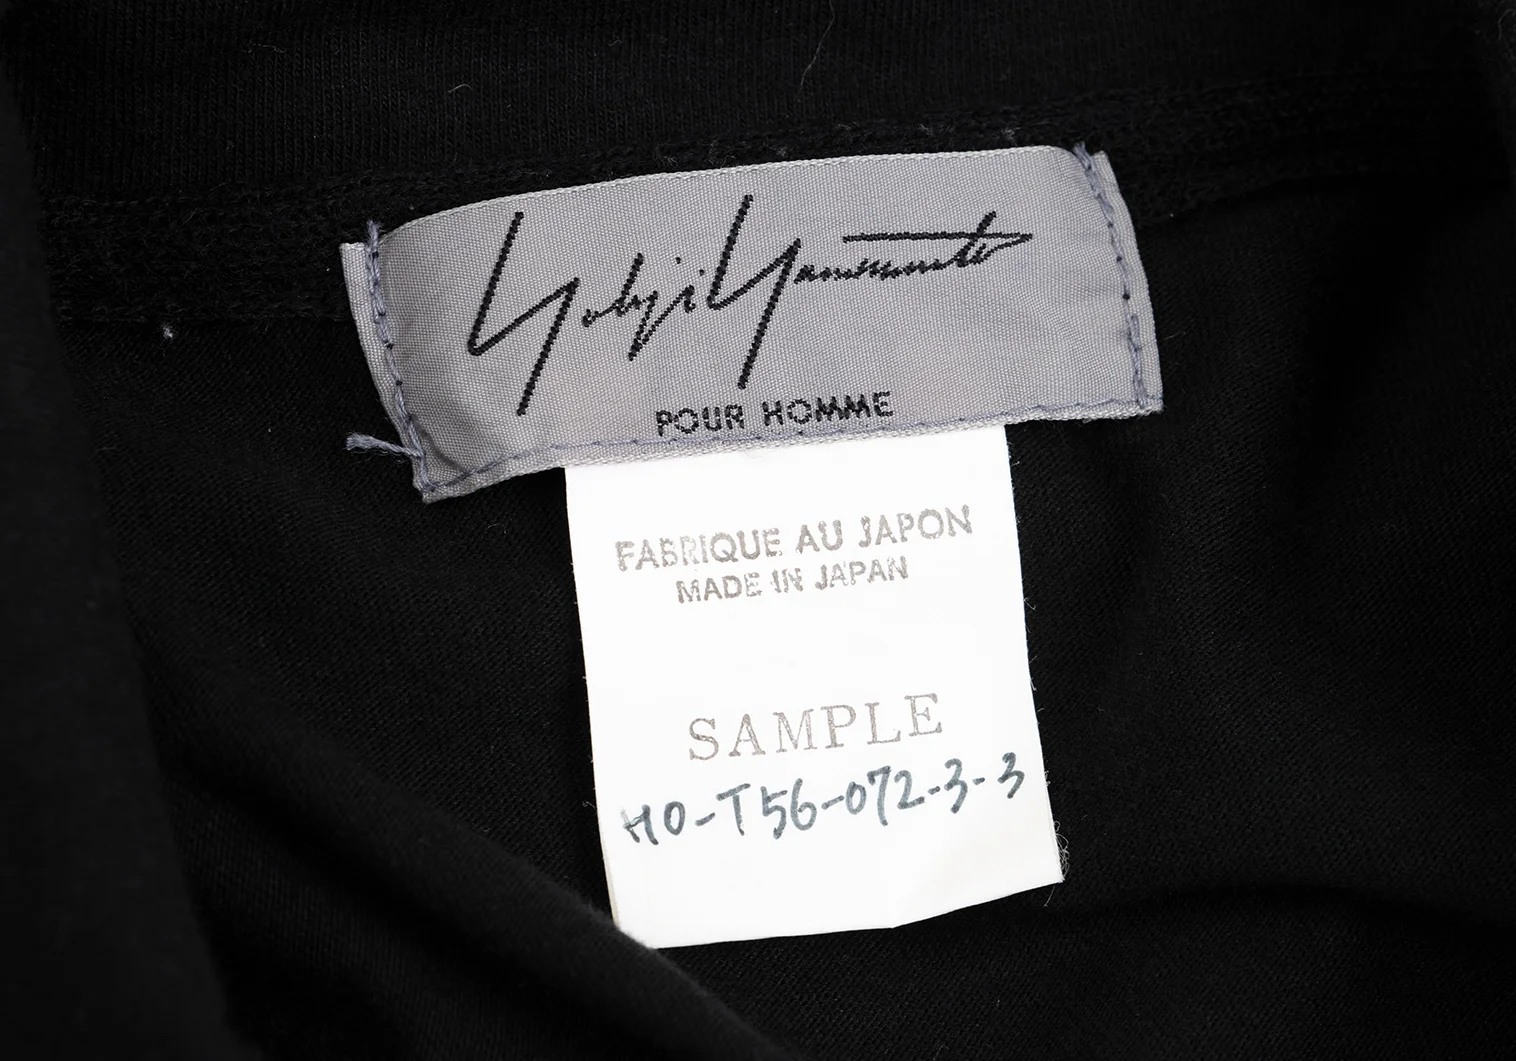 Yohji Yamamoto
POUR HOMME
FABRIQUE AU JAPON
MADE IN JAPAN
SAMPLE
HO-T56-072-3-3